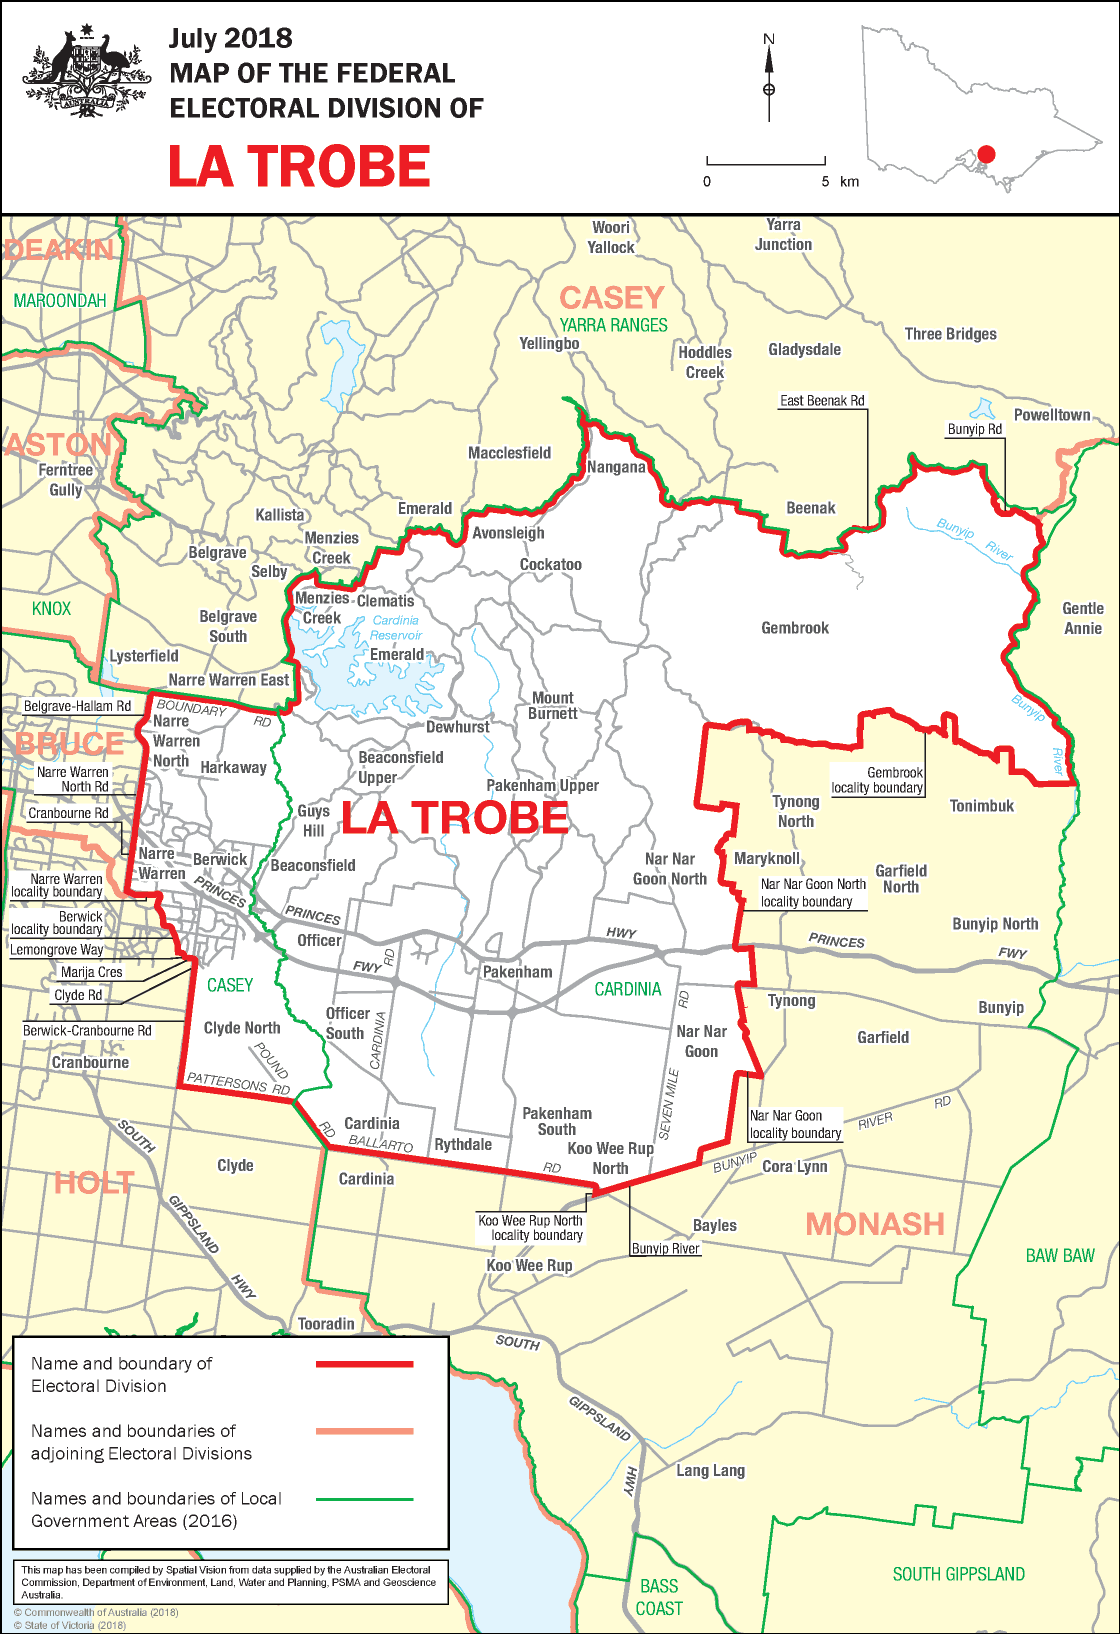 July 2018
MAP OF THE FEDERAL
ELECTORAL DIVISION OF
LA TROBE
AUSTRALIA
N
0 5 km
DEAKIN
MAROONDAH
Woori
Yallock
Yarra
Junction
CASEY
YARRA RANGES
Yellingbo
Hoddles
Creek
Gladysdale
Three Bridges
East Beenak Rd
Powelltown
Bunyip Rd
ASTON
Ferntree
Gully
Macclesfield
Nangana
Kallista
Emerald
Beenak
Avonsleigh
Menzies
Creek
Belgrave
Selby
Cockatoo
Bunyip River
KNOX
Belgrave
South
Menzies
Creek
Clematis
Cardinia
Reservoir
Emerald
Gembrook
Gentle
Annie
Lysterfield
Narre Warren East
Belgrave-Hallam Rd
BOUNDARY RD
Mount
Burnett
Bunyip
River
BRUCE
Narre
Warren
North
Harkaway
Dewhurst
Beaconsfield
Upper
Narre Warren
North Rd
Pakenham Upper
Gembrook
locality boundary
Cranbourne Rd
Guys
Hill
LA TROBE
Tynong
North
Tonimbuk
Narre
Warren
Berwick
Beaconsfield
Nar Nar
Goon North
Maryknoll
Garfield
North
Narre Warren
locality boundary
PRINCES
Nar Nar Goon North
locality boundary
Berwick
locality boundary
PRINCES
HWY
Bunyip North
Lemongrove Way
Officer
PRINCES
FWY
Marija Cres
FWY
RD
Pakenham
Clyde Rd
CASEY
CARDINIA
RD
Tynong
Bunyip
Berwick-Cranbourne Rd
Clyde North
Officer
South
CARDINIA
Nar Nar
Goon
Garfield
Cranbourne
POUND
PATTERSONS RD
SEVEN MILE
Nar Nar Goon
locality boundary
RIVER
RD
SOUTH
RD
Cardinia
BALLARTO
Rythdale
Pakenham
South
Koo Wee Rup
North
RD
BUNYIP
Cora Lynn
Clyde
HOLT
Cardinia
GIPPSLAND
HWY
Koo Wee Rup North
locality boundary
Bunyip River
Bayles
MONASH
Koo Wee Rup
BAW BAW
Tooradin
SOUTH
GIPPSLAND
HWY
Lang Lang
SOUTH GIPPSLAND
BASS
COAST
Name and boundary of
Electoral Division
Names and boundaries of
adjoining Electoral Divisions
Names and boundaries of Local
Government Areas (2016)
This map has been compiled by Spatial Vision from data supplied by the Australian Electoral
Commission, Department of Environment, Land, Water and Planning, PSMA and Geoscience
Australia.
© Commonwealth of Australia (2018)
© State of Victoria (2018)